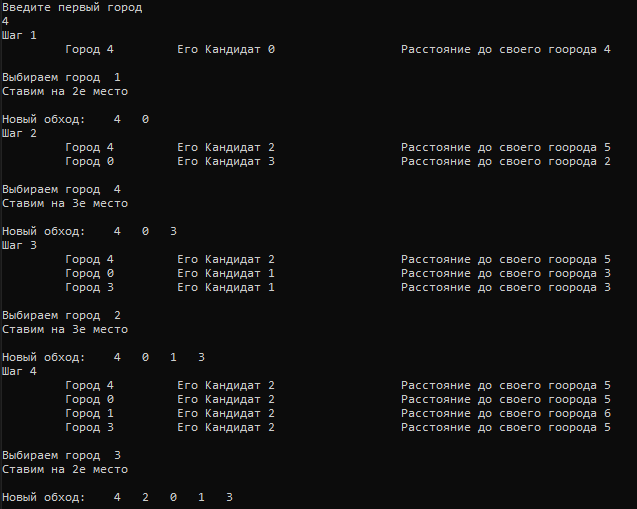 Введите первый город
4
Шаг 1
Город 4 Его Кандидат 0 Расстояние до своего гоорода 4
Выбираем город 1
Ставим на 2е место
Новый обход: 4 0
Шаг 2
Город 4 Его Кандидат 2 Расстояние до своего гоорода 5
Город 0 Его Кандидат 3 Расстояние до своего гоорода 2
Выбираем город 4
Ставим на 3е место
Новый обход: 4 0 3
Шаг 3
Город 4 Его Кандидат 2 Расстояние до своего гоорода 5
Город 0 Его Кандидат 1 Расстояние до своего гоорода 3
Город 3 Его Кандидат 1 Расстояние до своего гоорода 3
Выбираем город 2
Ставим на 3е место
Новый обход: 4 0 1 3
Шаг 4
Город 4 Его Кандидат 2 Расстояние до своего гоорода 5
Город 0 Его Кандидат 2 Расстояние до своего гоорода 5
Город 1 Его Кандидат 2 Расстояние до своего гоорода 6
Город 3 Его Кандидат 2 Расстояние до своего гоорода 5
Выбираем город 3
Ставим на 2е место
Новый обход: 4 2 0 1 3